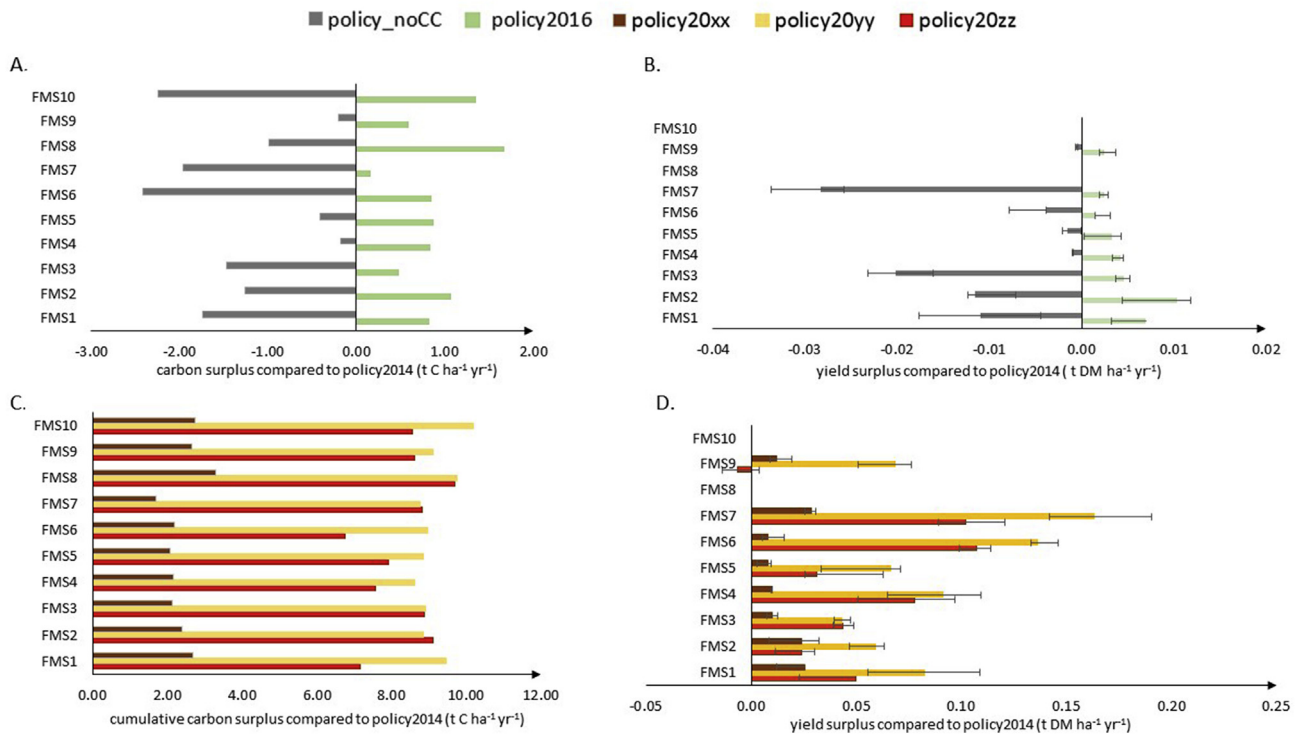 policy_noCC policy2016 policy20xx policy20yy policy20zz
A.
FMS10
FMS9
FMS8
FMS7
FMS6
FMS5
FMS4
FMS3
FMS2
FMS1
-3.00 -2.00 -1.00 0.00 1.00 2.00
carbon surplus compared to policy2014 (t C ha⁻¹ yr⁻¹)
B.
FMS10
FMS9
FMS8
FMS7
FMS6
FMS5
FMS4
FMS3
FMS2
FMS1
-0.04 -0.03 -0.02 -0.01 0.00 0.01 0.02
yield surplus compared to policy2014 ( t DM ha⁻¹ yr⁻¹)
C.
FMS10
FMS9
FMS8
FMS7
FMS6
FMS5
FMS4
FMS3
FMS2
FMS1
0.00 2.00 4.00 6.00 8.00 10.00 12.00
cumulative carbon surplus compared to policy2014 (t C ha⁻¹ yr⁻¹)
D.
FMS10
FMS9
FMS8
FMS7
FMS6
FMS5
FMS4
FMS3
FMS2
FMS1
-0.05 0.00 0.05 0.10 0.15 0.20 0.25
yield surplus compared to policy2014 (t DM ha⁻¹ yr⁻¹)